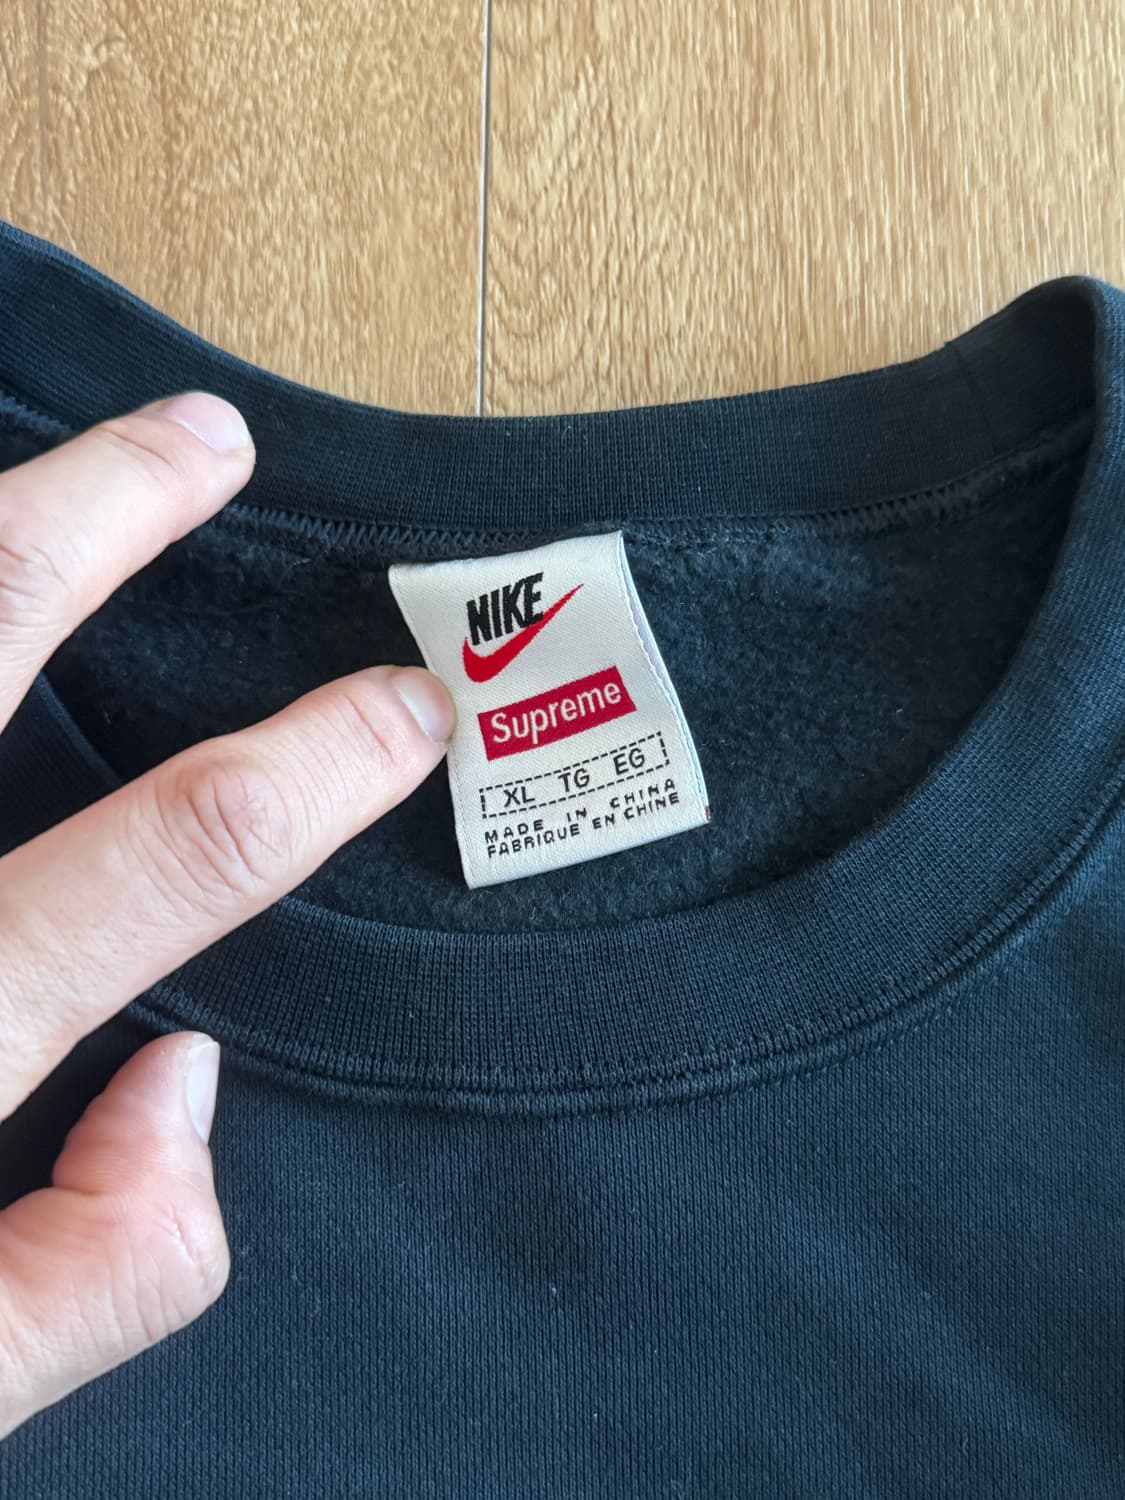 NIKE
Supreme
XL TG EG
MADE IN CHINA
FABRIQUE EN CHINE